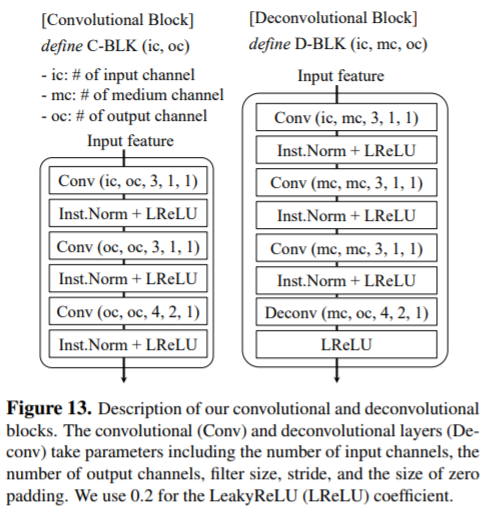 [Convolutional Block]
define C-BLK (ic, oc)
- ic: # of input channel
- mc: # of medium channel
- oc: # of output channel
Input feature
Conv (ic, oc, 3, 1, 1)
Inst.Norm + LReLU
Conv (oc, oc, 3, 1, 1)
Inst.Norm + LReLU
Conv (oc, oc, 4, 2, 1)
Inst.Norm + LReLU
[Deconvolutional Block]
define D-BLK (ic, mc, oc)
Input feature
Conv (ic, mc, 3, 1, 1)
Inst.Norm + LReLU
Conv (mc, mc, 3, 1, 1)
Inst.Norm + LReLU
Conv (mc, mc, 3, 1, 1)
Inst.Norm + LReLU
Deconv (mc, oc, 4, 2, 1)
LReLU
Figure 13. Description of our convolutional and deconvolutional
blocks. The convolutional (Conv) and deconvolutional layers (De-
conv) take parameters including the number of input channels, the
number of output channels, filter size, stride, and the size of zero
padding. We use 0.2 for the LeakyReLU (LReLU) coefficient.